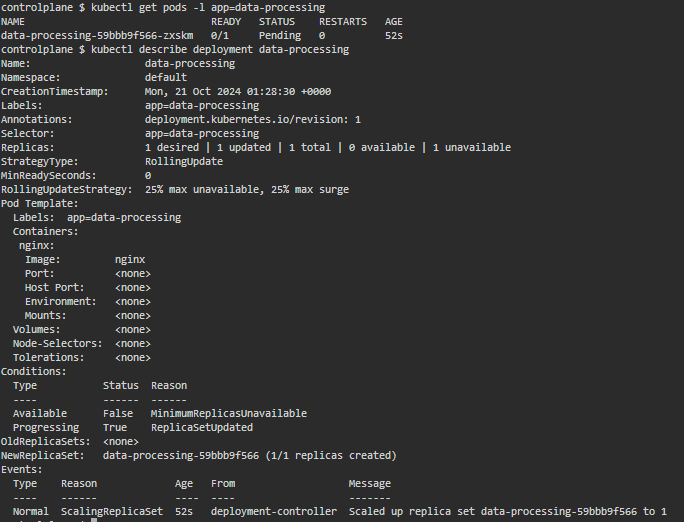 controlplane $ kubectl get pods -l app=data-processing
NAME                               READY   STATUS    RESTARTS   AGE
data-processing-59bbb9f566-zxskm   0/1     Pending   0          52s
controlplane $ kubectl describe deployment data-processing
Name:                   data-processing
Namespace:              default
CreationTimestamp:      Mon, 21 Oct 2024 01:28:30 +0000
Labels:                 app=data-processing
Annotations:            deployment.kubernetes.io/revision: 1
Selector:               app=data-processing
Replicas:               1 desired | 1 updated | 1 total | 0 available | 1 unavailable
StrategyType:           RollingUpdate
MinReadySeconds:        0
RollingUpdateStrategy:  25% max unavailable, 25% max surge
Pod Template:
  Labels:  app=data-processing
  Containers:
   nginx:
    Image:         nginx
    Port:          <none>
    Host Port:     <none>
    Environment:   <none>
    Mounts:        <none>
  Volumes:         <none>
  Node-Selectors:  <none>
  Tolerations:     <none>
Conditions:
  Type           Status  Reason
  ----           ------  ------
  Available      False   MinimumReplicasUnavailable
  Progressing    True    ReplicaSetUpdated
OldReplicaSets:  <none>
NewReplicaSet:   data-processing-59bbb9f566 (1/1 replicas created)
Events:
  Type    Reason             Age   From                   Message
  ----    ------             ----  ----                   -------
  Normal  ScalingReplicaSet  52s   deployment-controller  Scaled up replica set data-processing-59bbb9f566 to 1